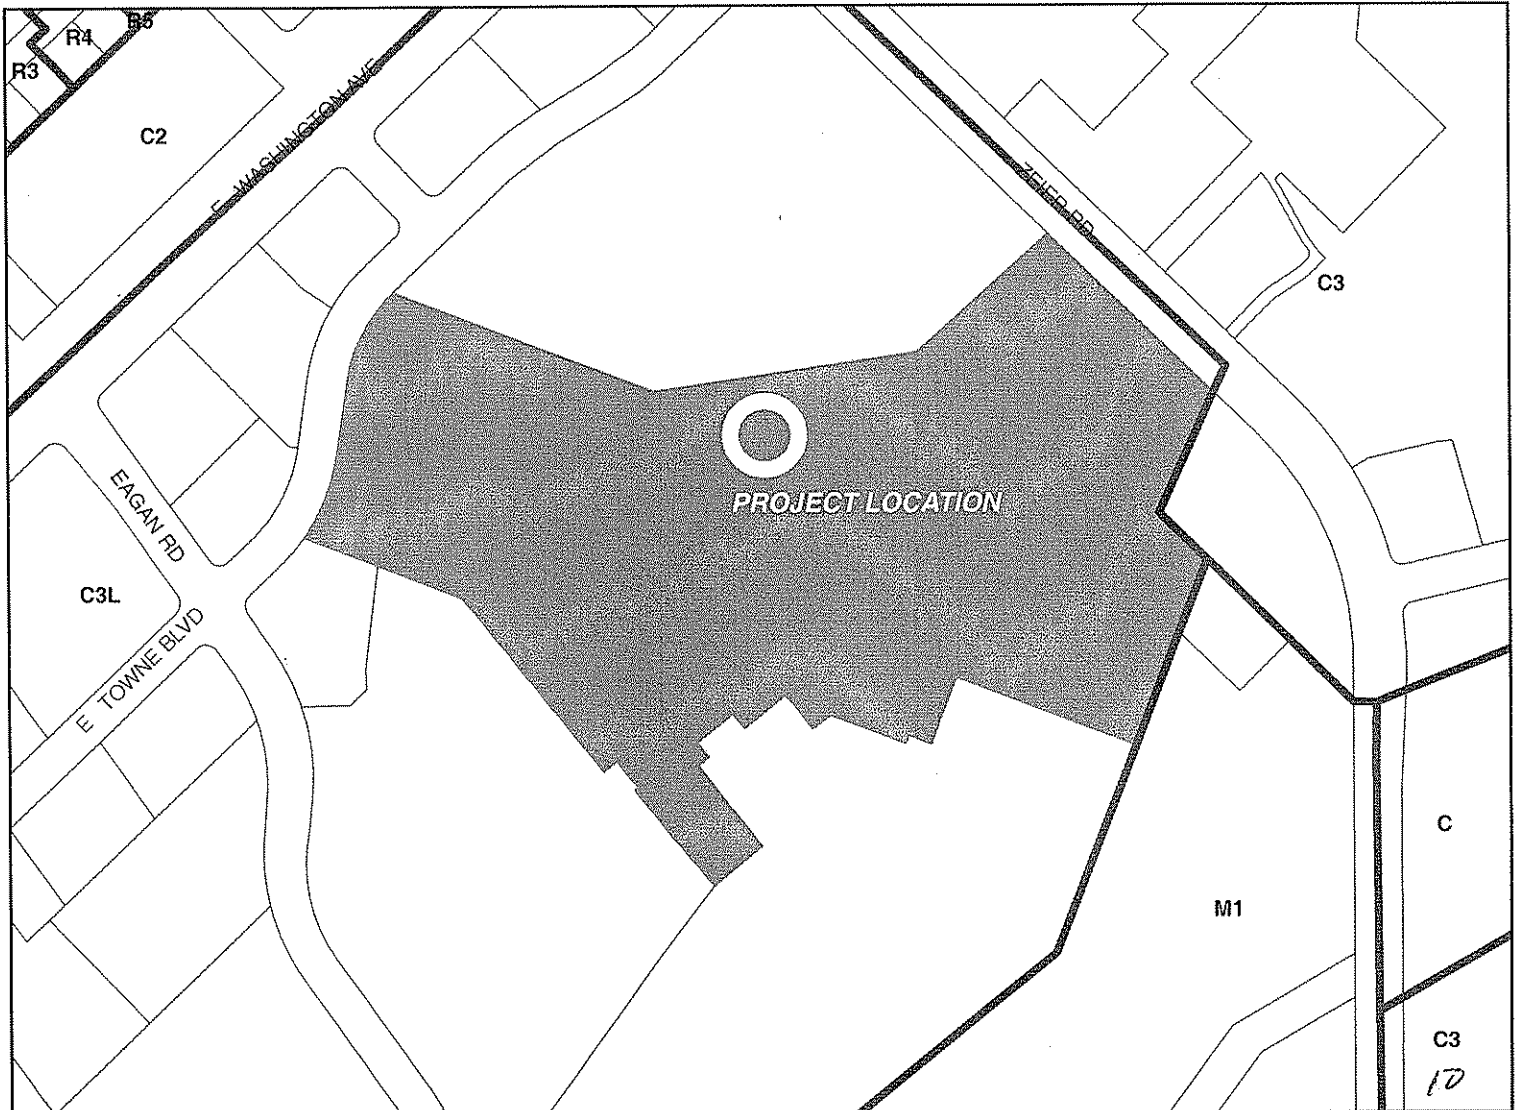 R5
R4
R3
C2
E WASHINGTON AVE
ZEIER RD
C3
PROJECT LOCATION
EAGAN RD
C3L
E TOWNE BLVD
C
M1
C3
10